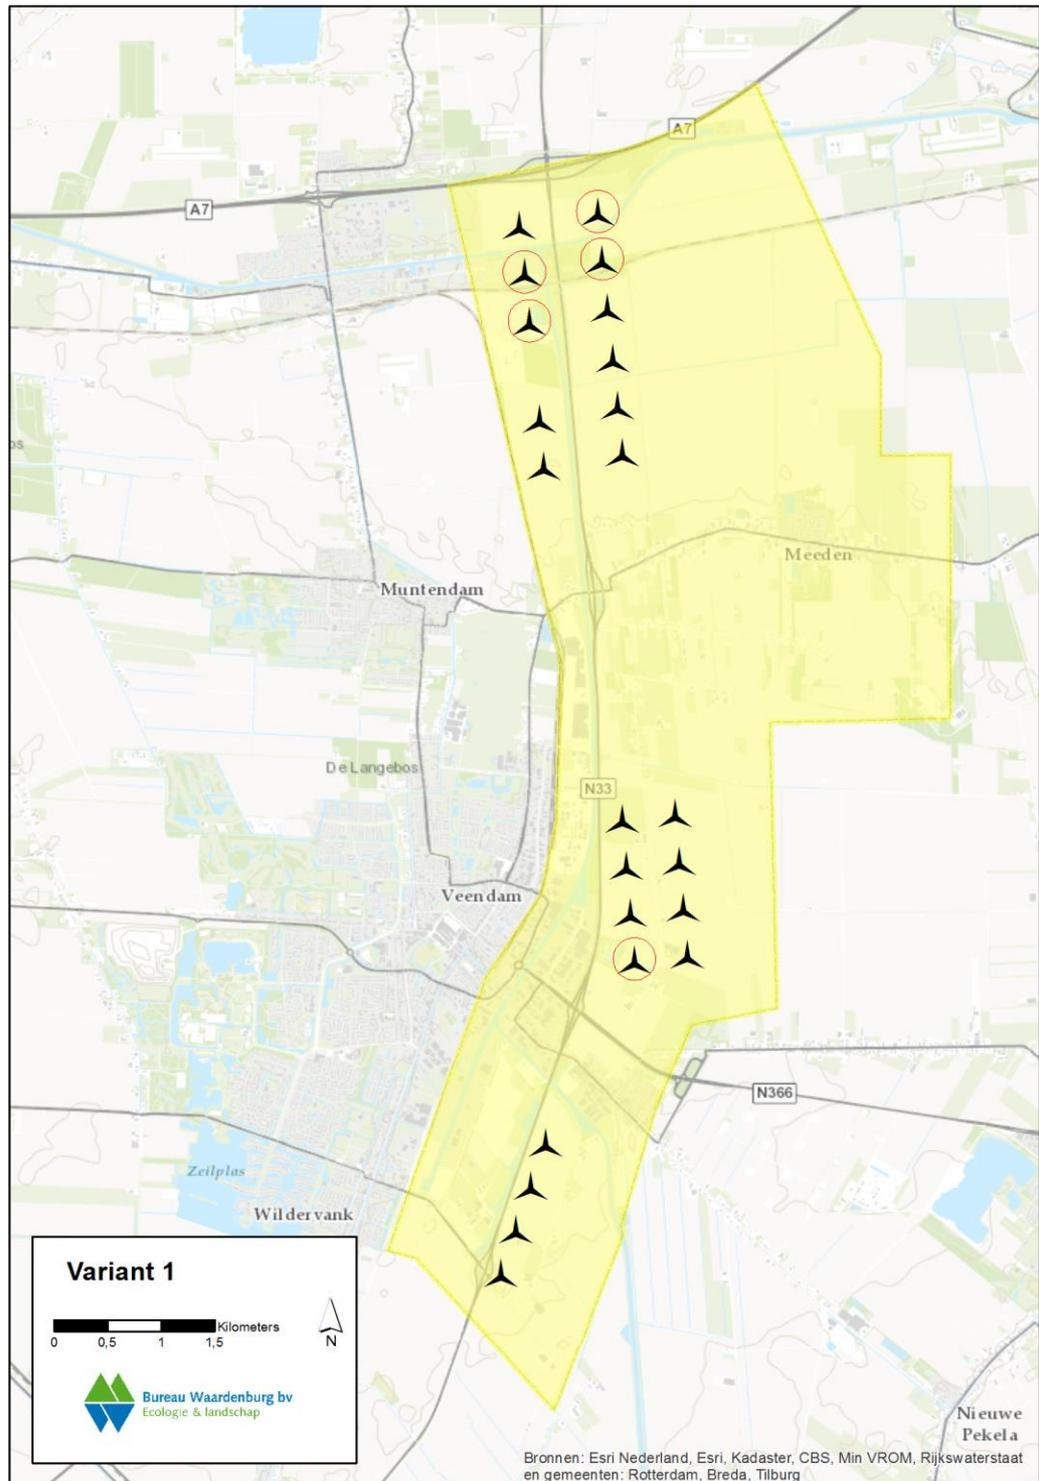 A7
A7
os
Meeden
Muntendam
De Langebos
N33
Veendam
N366
Zeilplas
Wildervank
Variant 1
Kilometers
0 0,5 1 1,5
N
Bureau Waardenburg bv
Ecologie & landschap
Nieuwe
Pekela
Bronnen: Esri Nederland, Esri, Kadaster, CBS, Min VROM, Rijkswaterstaat
en gemeenten: Rotterdam, Breda, Tilburg